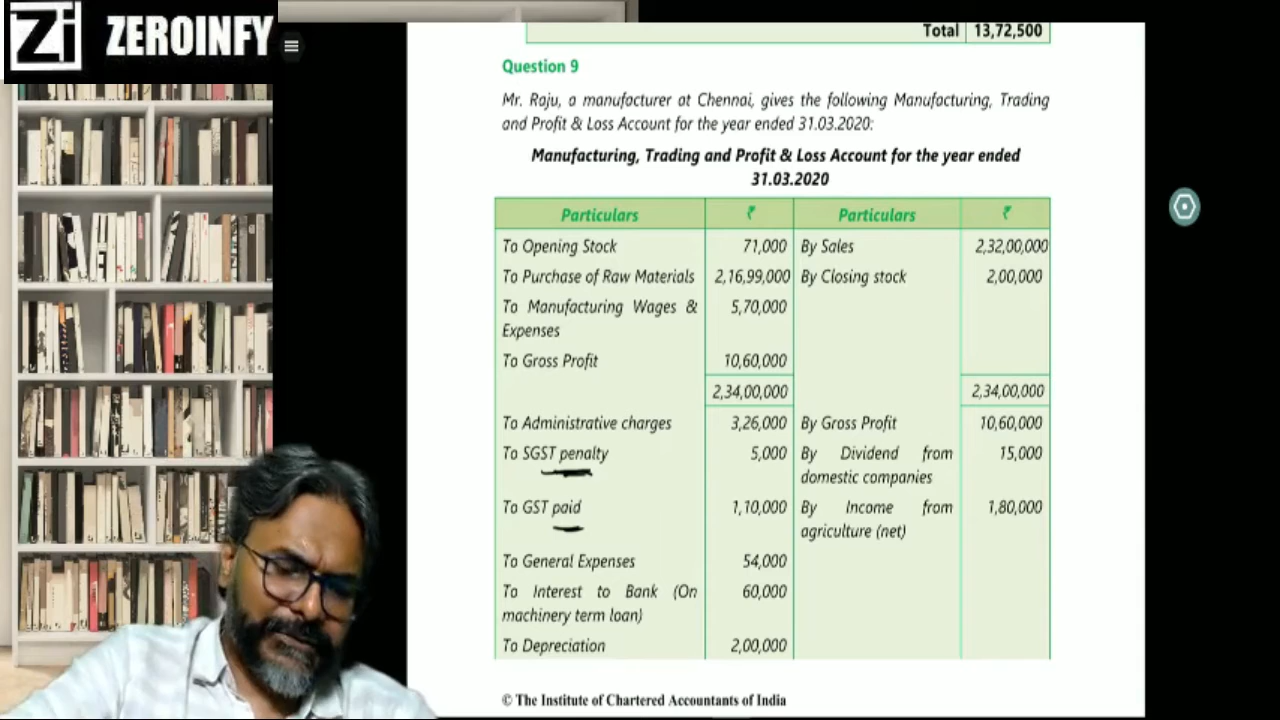 Zi ZEROINFY
Total 13,72,500
Question 9
Mr. Raju, a manufacturer at Chennai, gives the following Manufacturing, Trading
and Profit & Loss Account for the year ended 31.03.2020:
Manufacturing, Trading and Profit & Loss Account for the year ended
31.03.2020
Particulars ₹ Particulars ₹
To Opening Stock 71,000 By Sales 2,32,00,000
To Purchase of Raw Materials 2,16,99,000 By Closing stock 2,00,000
To Manufacturing Wages & 5,70,000
Expenses
To Gross Profit 10,60,000
2,34,00,000 2,34,00,000
To Administrative charges 3,26,000 By Gross Profit 10,60,000
To SGST penalty 5,000 By Dividend from 15,000
domestic companies
To GST paid 1,10,000 By Income from 1,80,000
agriculture (net)
To General Expenses 54,000
To Interest to Bank (On 60,000
machinery term loan)
To Depreciation 2,00,000
© The Institute of Chartered Accountants of India